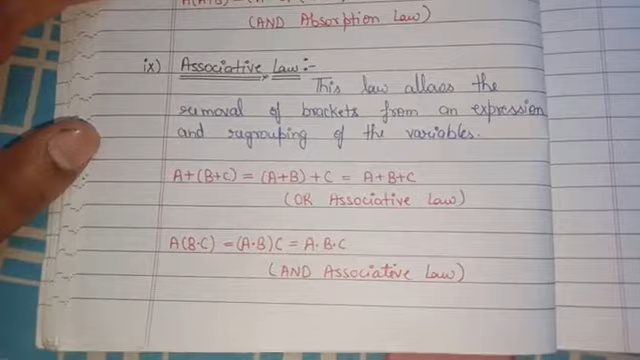 (AND Absorption Law)
ix) Associative Law:-
This law allows the
removal of brackets from an expression
and regrouping of the variables.
A+(B+C) = (A+B)+C = A+B+C
(OR Associative Law)
A(B·C) = (A·B)C = A·B·C
(AND Associative Law)